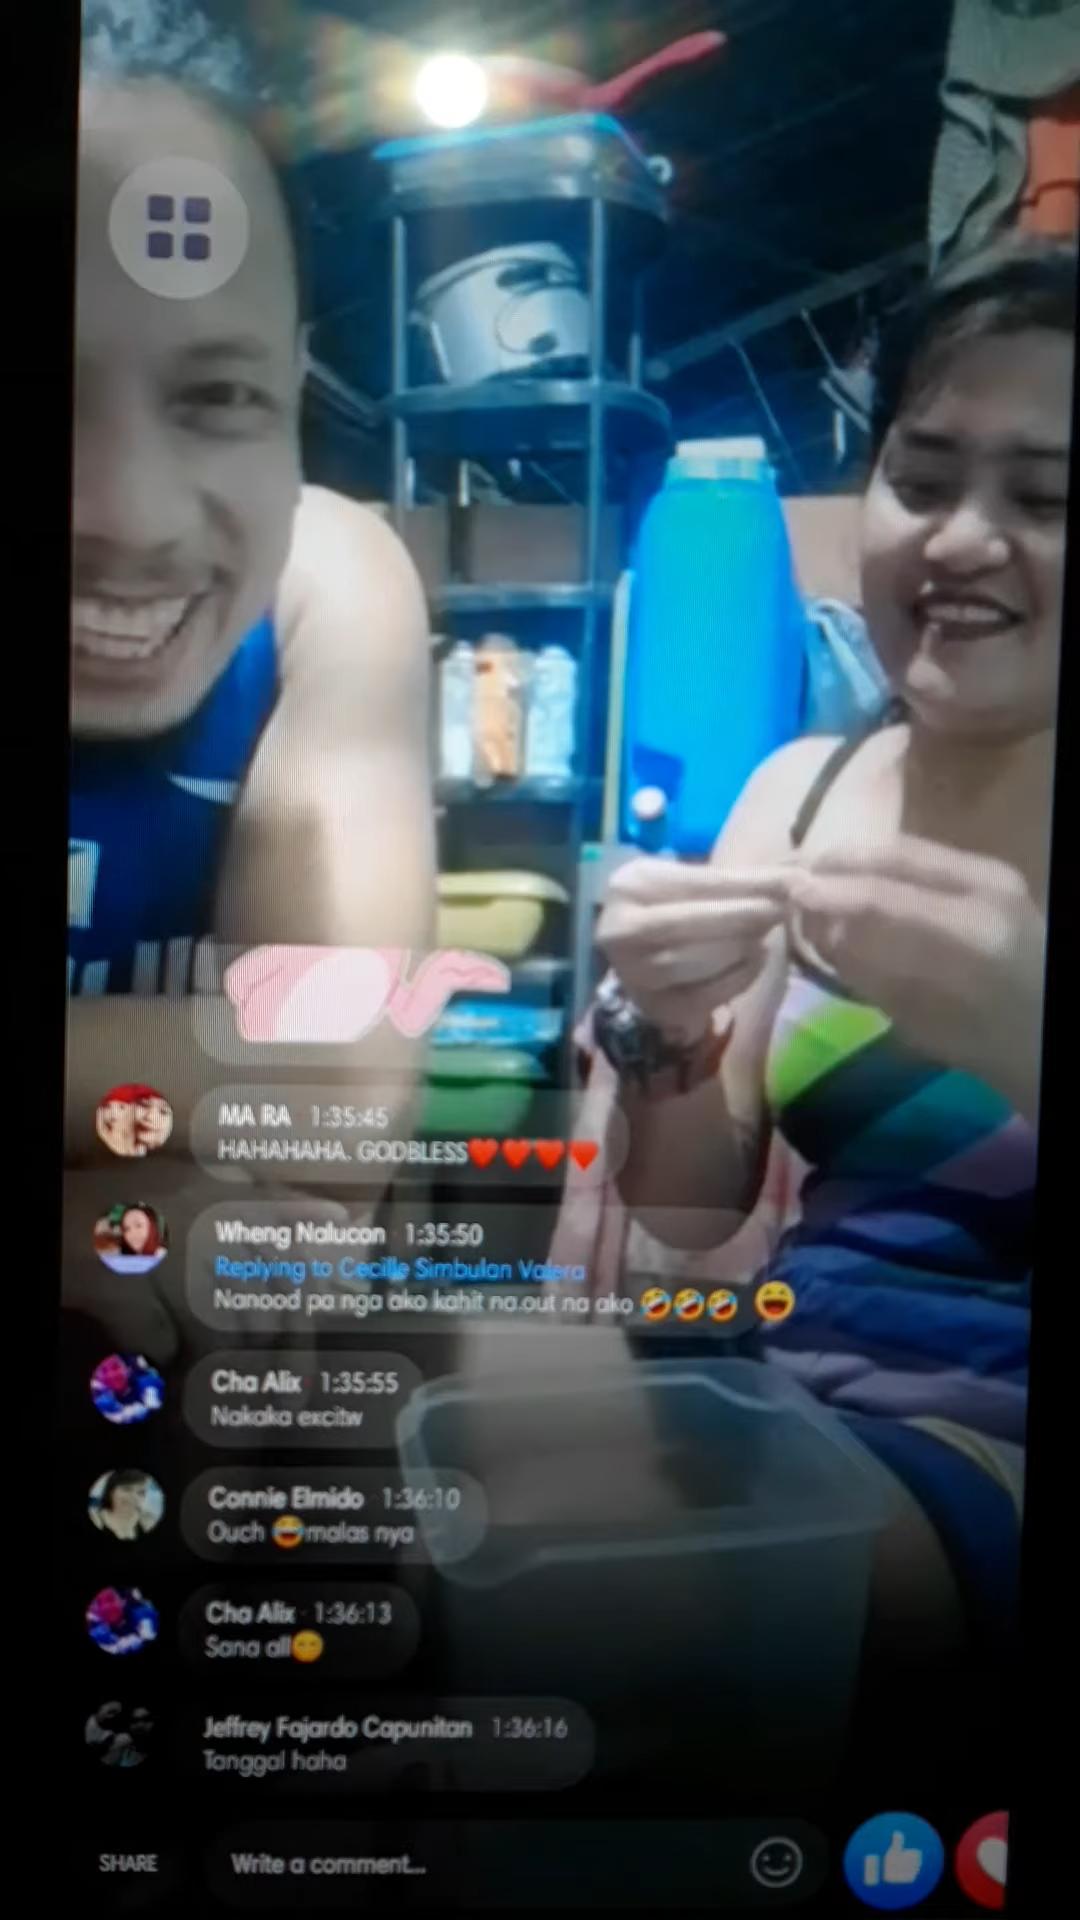 MA RA 1:35:45
HAHAHAHA. GODBLESS❤️❤️❤️❤️
Wheng Nalucan 1:35:50
Replying to Cecille Simbulan Valera
Nanood pa nga ako kahit na.out na ako 🤣🤣🤣 😆
Cha Alix 1:35:55
Nakaka excitw
Connie Elmido 1:36:10
Ouch 😂malas nya
Cha Alix · 1:36:13
Sana all😁
Jeffrey Fajardo Capunitan 1:36:16
Tanggal haha
SHARE
Write a comment...